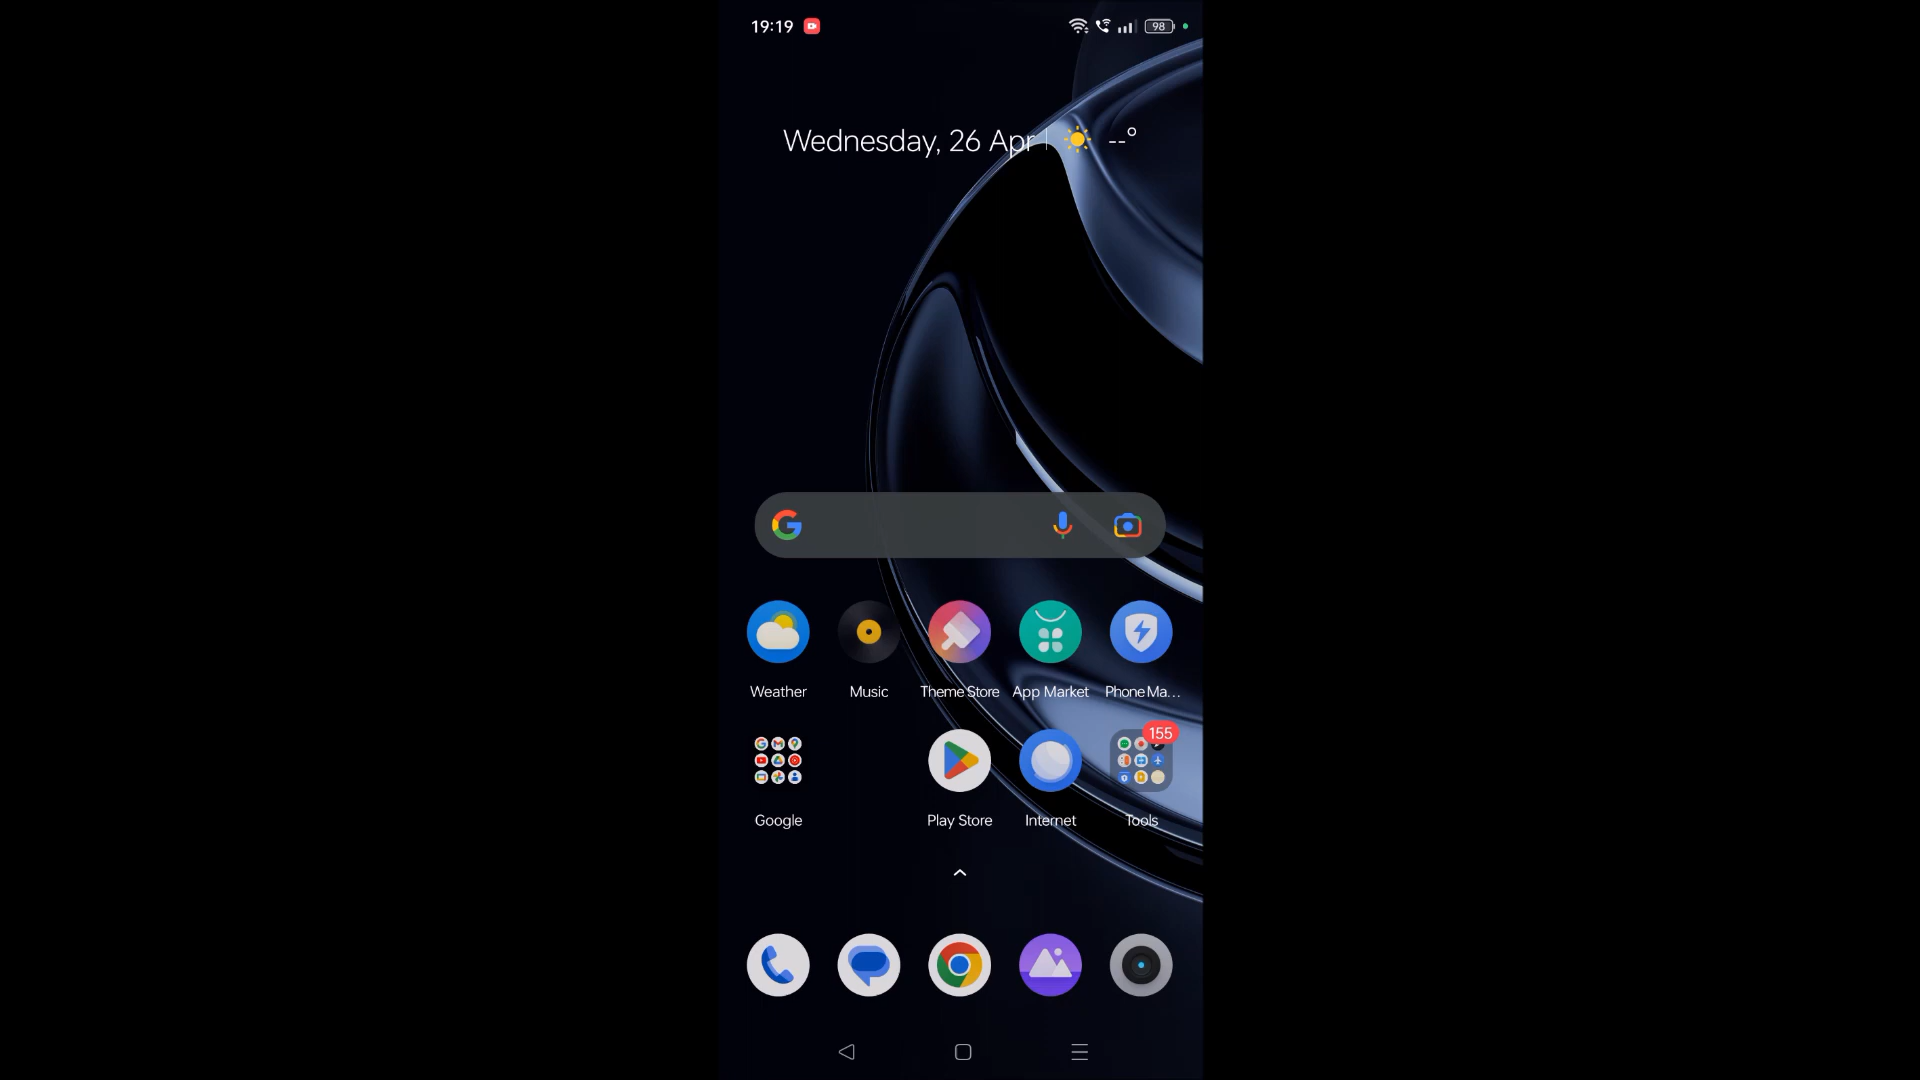 19:19 98
Wednesday, 26 Apr --°
Weather Music Theme Store App Market Phone Ma...
155
Google Play Store Internet Tools